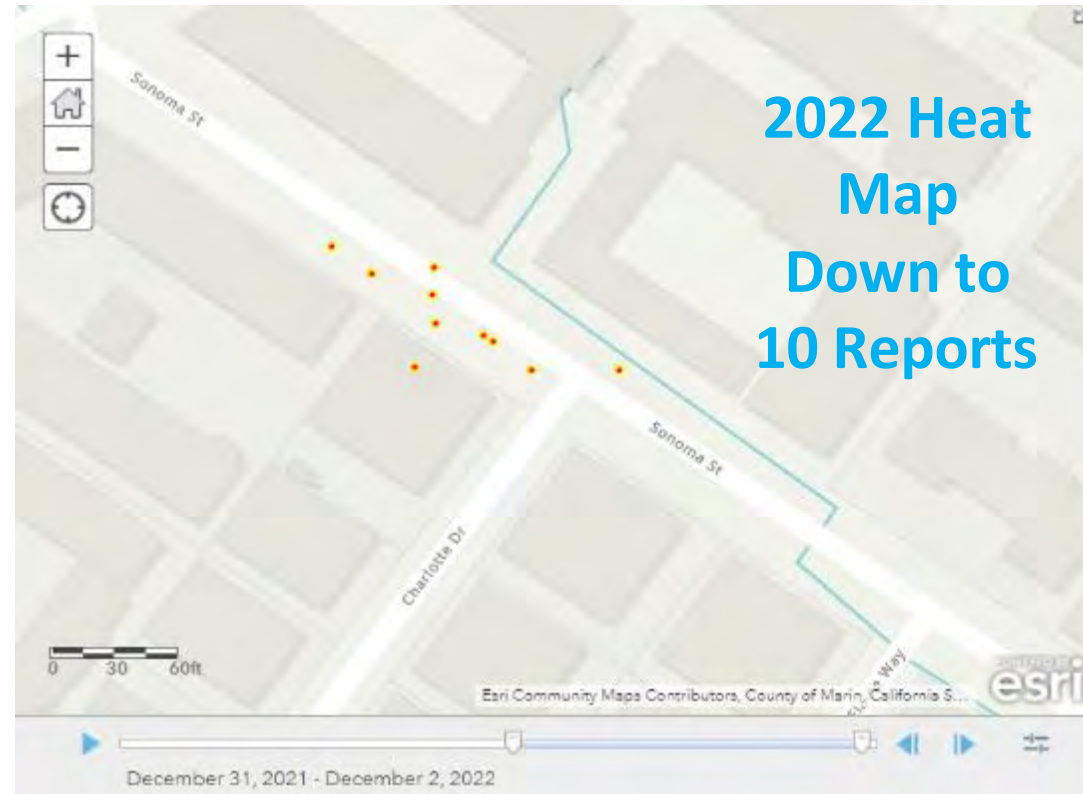 +
Sonoma St
−
2022 Heat
Map
Down to
10 Reports
Sonoma St
Charlotte Dr
0 30 60ft
Way
Esri Community Maps Contributors, County of Marin, California S...
esri
December 31, 2021 - December 2, 2022